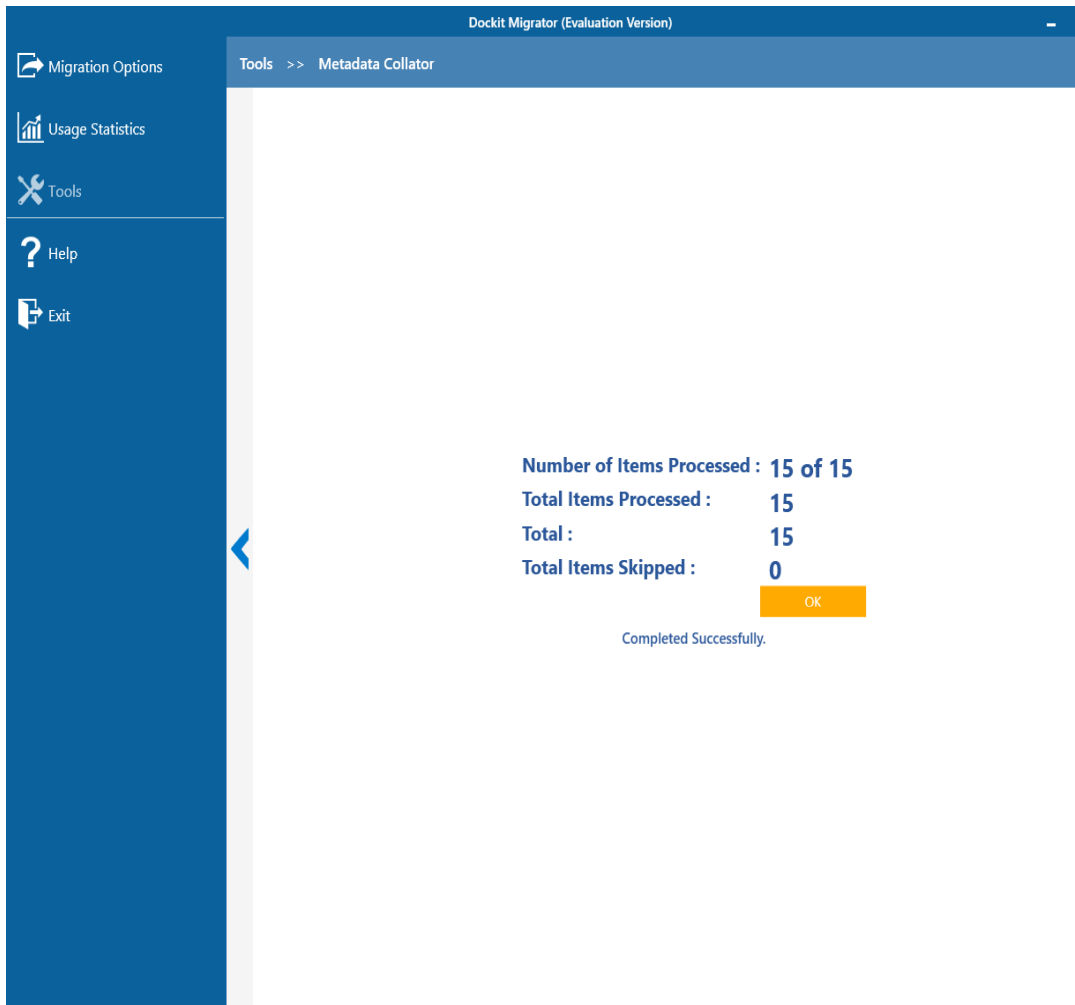 Dockit Migrator (Evaluation Version)
Migration Options
Usage Statistics
Tools
Help
Exit
Tools >> Metadata Collator
Number of Items Processed : 15 of 15
Total Items Processed : 15
Total : 15
Total Items Skipped : 0
OK
Completed Successfully.